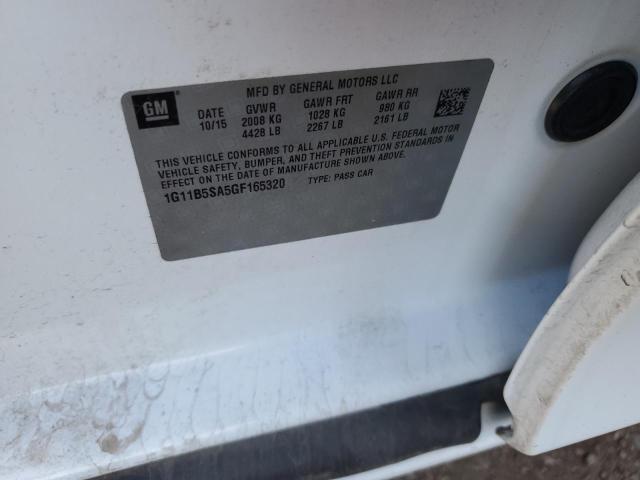 MFD BY GENERAL MOTORS LLC
GM
DATE GVWR GAWR FRT GAWR RR
10/15 2008 KG 1028 KG 980 KG
4428 LB 2267 LB 2161 LB
THIS VEHICLE CONFORMS TO ALL APPLICABLE U.S. FEDERAL MOTOR
VEHICLE SAFETY, BUMPER, AND THEFT PREVENTION STANDARDS IN
EFFECT ON THE DATE OF MANUFACTURE SHOWN ABOVE.
1G11B5SA5GF165320 TYPE: PASS CAR